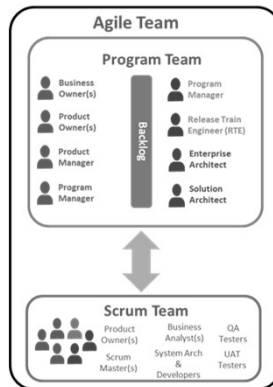 Agile Team
Program Team
Business
Owner(s)
Product
Owner(s)
Product
Manager
Program
Manager
Backlog
Program
Manager
Release Train
Engineer (RTE)
Enterprise
Architect
Solution
Architect
Scrum Team
Product
Owner(s)
Business
Analyst(s)
QA
Testers
Scrum
Master(s)
System Arch
&
Developers
UAT
Testers